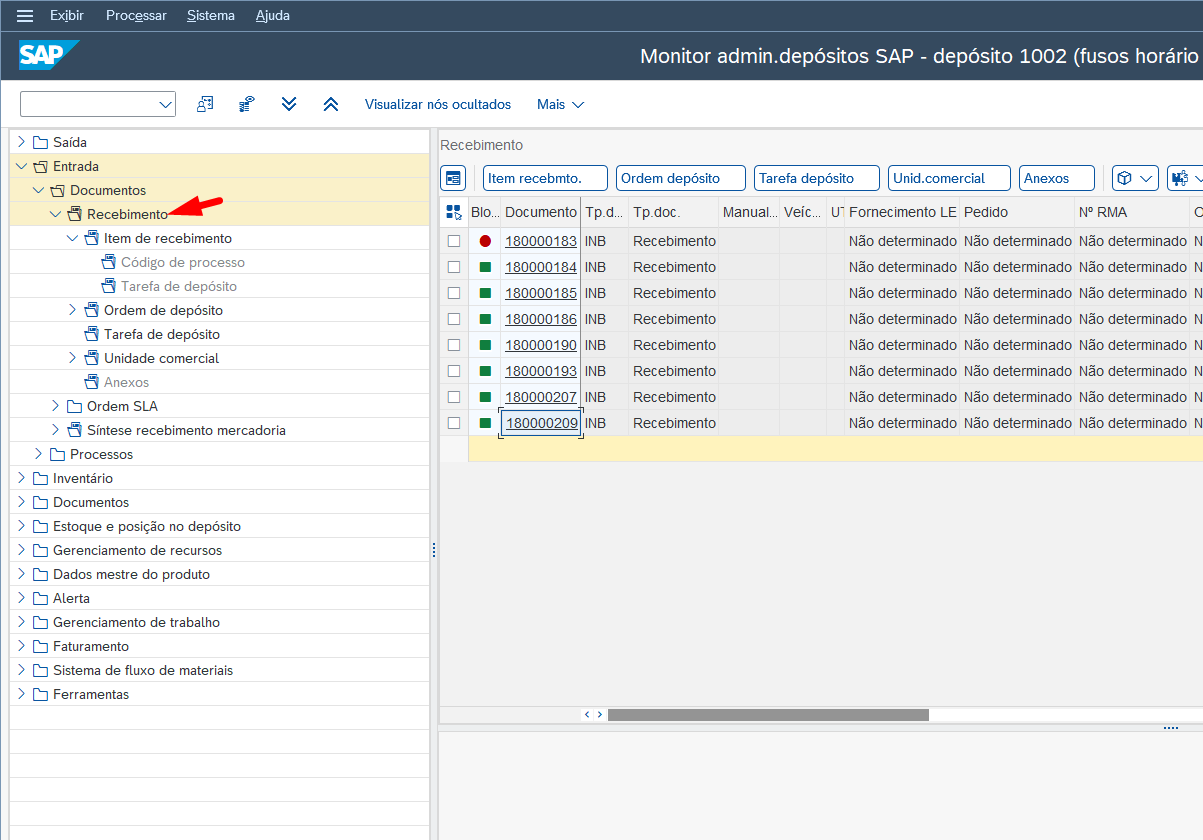 Exibir Processar Sistema Ajuda
SAP Monitor admin.depósitos SAP - depósito 1002 (fusos horário
Visualizar nós ocultados Mais
Saída
Entrada
Documentos
Recebimento
Item de recebimento
Código de processo
Tarefa de depósito
Ordem de depósito
Tarefa de depósito
Unidade comercial
Anexos
Ordem SLA
Síntese recebimento mercadoria
Processos
Inventário
Documentos
Estoque e posição no depósito
Gerenciamento de recursos
Dados mestre do produto
Alerta
Gerenciamento de trabalho
Faturamento
Sistema de fluxo de materiais
Ferramentas
Recebimento
Item recebmto. Ordem depósito Tarefa depósito Unid.comercial Anexos
Blo... Documento Tp.d... Tp.doc. Manual... Veíc... UT Fornecimento LE Pedido Nº RMA
180000183 INB Recebimento Não determinado Não determinado Não determinado N
180000184 INB Recebimento Não determinado Não determinado Não determinado N
180000185 INB Recebimento Não determinado Não determinado Não determinado N
180000186 INB Recebimento Não determinado Não determinado Não determinado N
180000190 INB Recebimento Não determinado Não determinado Não determinado N
180000193 INB Recebimento Não determinado Não determinado Não determinado N
180000207 INB Recebimento Não determinado Não determinado Não determinado N
180000209 INB Recebimento Não determinado Não determinado Não determinado N